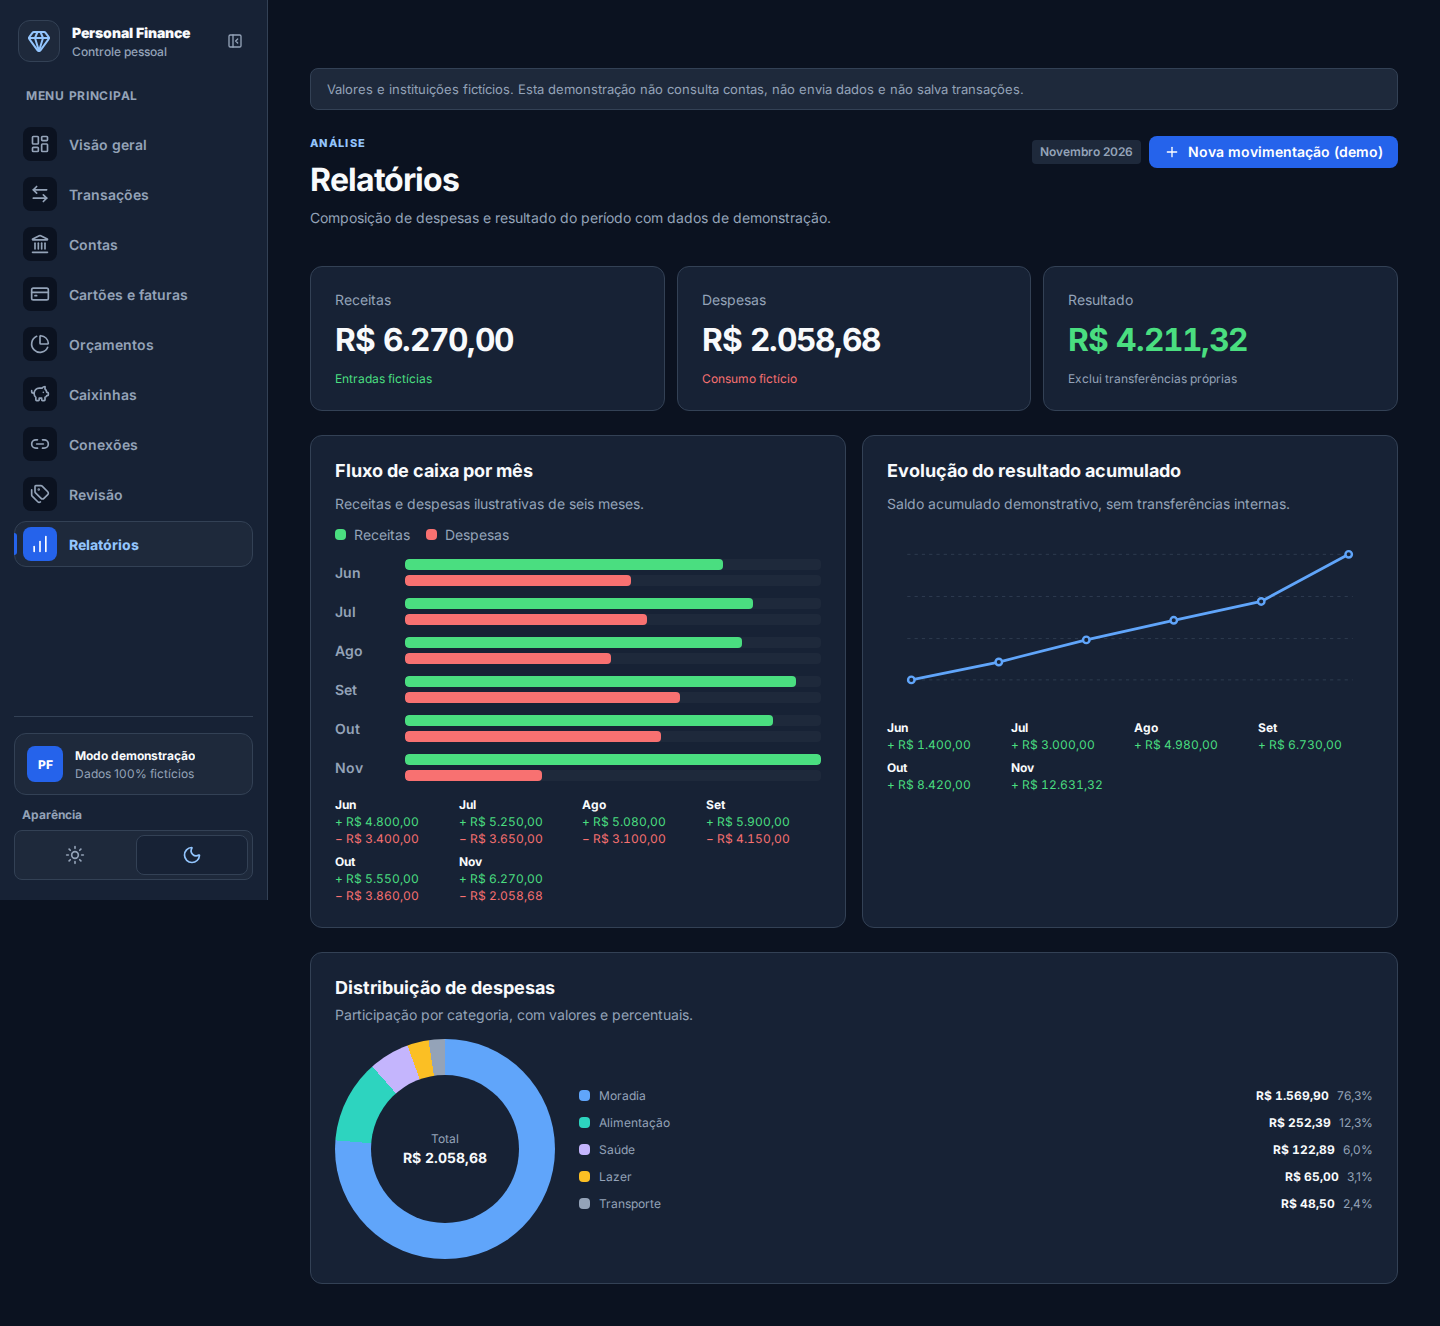 Personal Finance
Controle pessoal
MENU PRINCIPAL
Visão geral
Transações
Contas
Cartões e faturas
Orçamentos
Caixinhas
Conexões
Revisão
Relatórios
PF
Modo demonstração
Dados 100% fictícios
Aparência
Valores e instituições fictícios. Esta demonstração não consulta contas, não envia dados e não salva transações.
ANÁLISE
Relatórios
Composição de despesas e resultado do período com dados de demonstração.
Novembro 2026
+ Nova movimentação (demo)
Receitas
R$ 6.270,00
Entradas fictícias
Despesas
R$ 2.058,68
Consumo fictício
Resultado
R$ 4.211,32
Exclui transferências próprias
Fluxo de caixa por mês
Receitas e despesas ilustrativas de seis meses.
Receitas Despesas
Jun
Jul
Ago
Set
Out
Nov
Jun Jul Ago Set
+ R$ 4.800,00 + R$ 5.250,00 + R$ 5.080,00 + R$ 5.900,00
− R$ 3.400,00 − R$ 3.650,00 − R$ 3.100,00 − R$ 4.150,00
Out Nov
+ R$ 5.550,00 + R$ 6.270,00
− R$ 3.860,00 − R$ 2.058,68
Evolução do resultado acumulado
Saldo acumulado demonstrativo, sem transferências internas.
Jun Jul Ago Set
+ R$ 1.400,00 + R$ 3.000,00 + R$ 4.980,00 + R$ 6.730,00
Out Nov
+ R$ 8.420,00 + R$ 12.631,32
Distribuição de despesas
Participação por categoria, com valores e percentuais.
Total
R$ 2.058,68
Moradia R$ 1.569,90 76,3%
Alimentação R$ 252,39 12,3%
Saúde R$ 122,89 6,0%
Lazer R$ 65,00 3,1%
Transporte R$ 48,50 2,4%